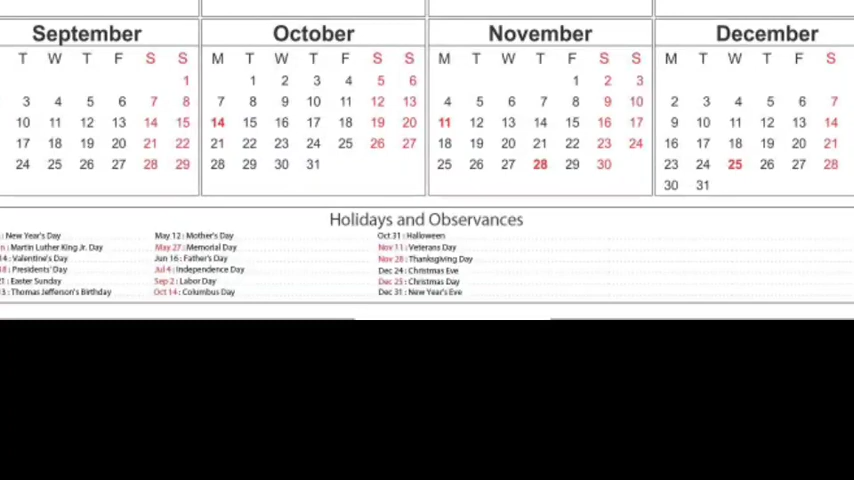 September October November December
T W T F S S M T W T F S S M T W T F S S M T W T F S
1 1 2 3 4 5 6 1 2 3
3 4 5 6 7 8 7 8 9 10 11 12 13 4 5 6 7 8 9 10 2 3 4 5 6 7
10 11 12 13 14 15 14 15 16 17 18 19 20 11 12 13 14 15 16 17 9 10 11 12 13 14
17 18 19 20 21 22 21 22 23 24 25 26 27 18 19 20 21 22 23 24 16 17 18 19 20 21
24 25 26 27 28 29 28 29 30 31 25 26 27 28 29 30 23 24 25 26 27 28
30 31
Holidays and Observances
: New Year's Day May 12 : Mother's Day Oct 31 : Halloween
: Martin Luther King Jr. Day May 27 : Memorial Day Nov 11 : Veterans Day
14 : Valentine's Day Jun 16 : Father's Day Nov 28 : Thanksgiving Day
18 : Presidents' Day Jul 4 : Independence Day Dec 24 : Christmas Eve
21 : Easter Sunday Sep 2 : Labor Day Dec 25 : Christmas Day
13 : Thomas Jefferson's Birthday Oct 14 : Columbus Day Dec 31 : New Year's Eve